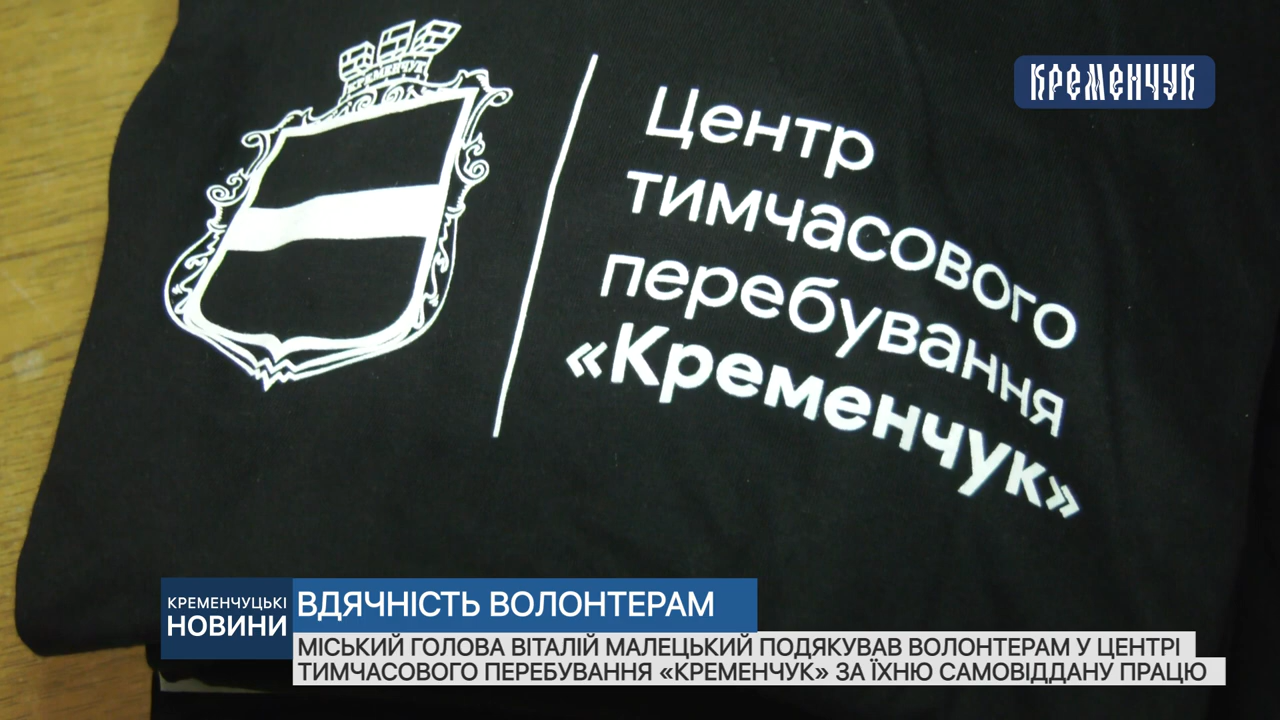 КРЕМЕНЧУК
КРЕМЕНЧУК
Центр
тимчасового
перебування
«Кременчук»
КРЕМЕНЧУЦЬКІ
НОВИНИ
ВДЯЧНІСТЬ ВОЛОНТЕРАМ
МІСЬКИЙ ГОЛОВА ВІТАЛІЙ МАЛЕЦЬКИЙ ПОДЯКУВАВ ВОЛОНТЕРАМ У ЦЕНТРІ
ТИМЧАСОВОГО ПЕРЕБУВАННЯ «КРЕМЕНЧУК» ЗА ЇХНЮ САМОВІДДАНУ ПРАЦЮ